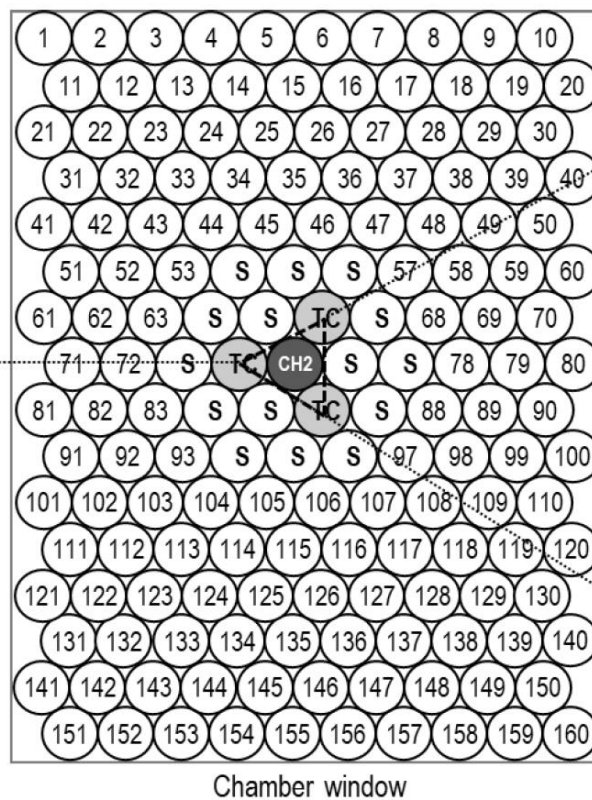 1 2 3 4 5 6 7 8 9 10
11 12 13 14 15 16 17 18 19 20
21 22 23 24 25 26 27 28 29 30
31 32 33 34 35 36 37 38 39 40
41 42 43 44 45 46 47 48 49 50
51 52 53 S S S 57 58 59 60
61 62 63 S S TC S 68 69 70
71 72 S TC CH2 S S 78 79 80
81 82 83 S S TC S 88 89 90
91 92 93 S S S 97 98 99 100
101 102 103 104 105 106 107 108 109 110
111 112 113 114 115 116 117 118 119 120
121 122 123 124 125 126 127 128 129 130
131 132 133 134 135 136 137 138 139 140
141 142 143 144 145 146 147 148 149 150
151 152 153 154 155 156 157 158 159 160
Chamber window